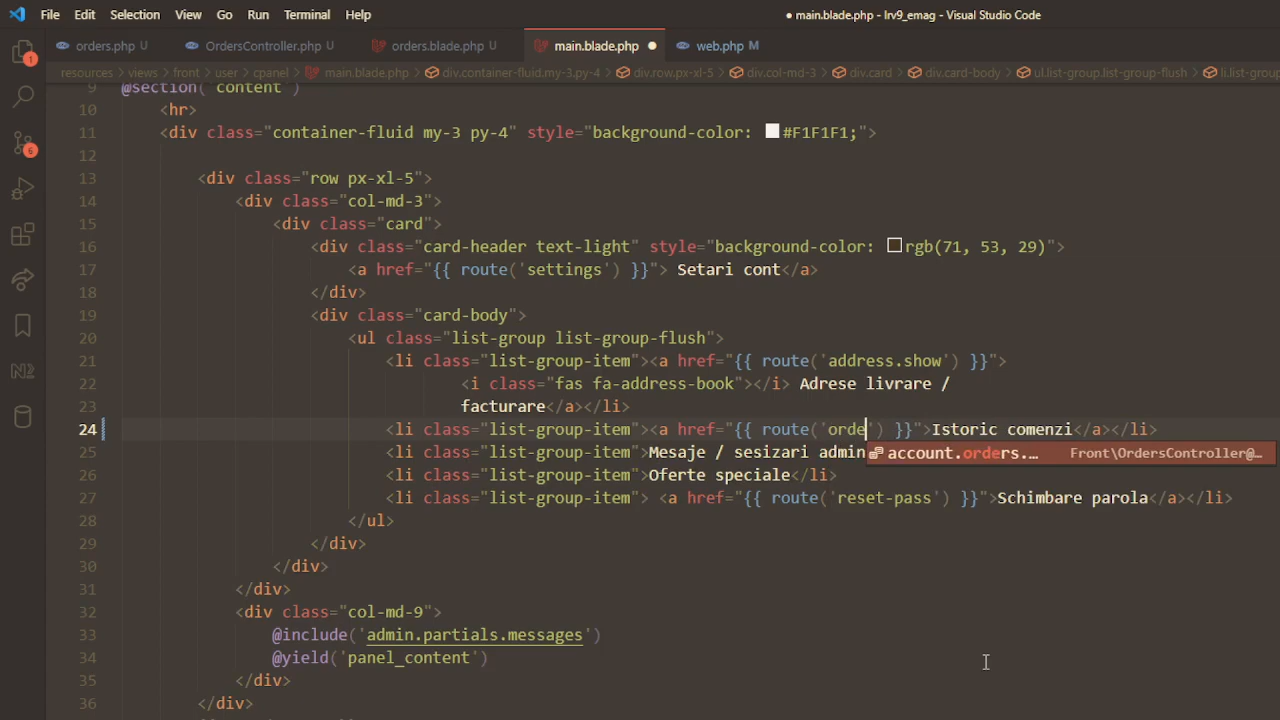 File Edit Selection View Go Run Terminal Help ● main.blade.php - lrv9_emag - Visual Studio Code
orders.php U OrdersController.php U orders.blade.php U main.blade.php ● web.php M
resources > views > front > user > cpanel > main.blade.php > div.container-fluid.my-3.py-4 > div.row.px-xl-5 > div.col-md-3 > div.card > div.card-body > ul.list-group.list-group-flush > li.list-group
9 @section('content')
10 <hr>
11 <div class="container-fluid my-3 py-4" style="background-color: #F1F1F1;">
12
13 <div class="row px-xl-5">
14 <div class="col-md-3">
15 <div class="card">
16 <div class="card-header text-light" style="background-color: rgb(71, 53, 29)">
17 <a href="{{ route('settings') }}"> Setari cont</a>
18 </div>
19 <div class="card-body">
20 <ul class="list-group list-group-flush">
21 <li class="list-group-item"><a href="{{ route('address.show') }}">
22 <i class="fas fa-address-book"></i> Adrese livrare /
23 facturare</a></li>
24 <li class="list-group-item"><a href="{{ route('orde') }}">Istoric comenzi</a></li>
25 <li class="list-group-item">Mesaje / sesizari admin
account.orders.... Front\OrdersController@...
26 <li class="list-group-item">Oferte speciale</li>
27 <li class="list-group-item"> <a href="{{ route('reset-pass') }}">Schimbare parola</a></li>
28 </ul>
29 </div>
30 </div>
31 </div>
32 <div class="col-md-9">
33 @include('admin.partials.messages')
34 @yield('panel_content')
35 </div>
36 </div>
1
6